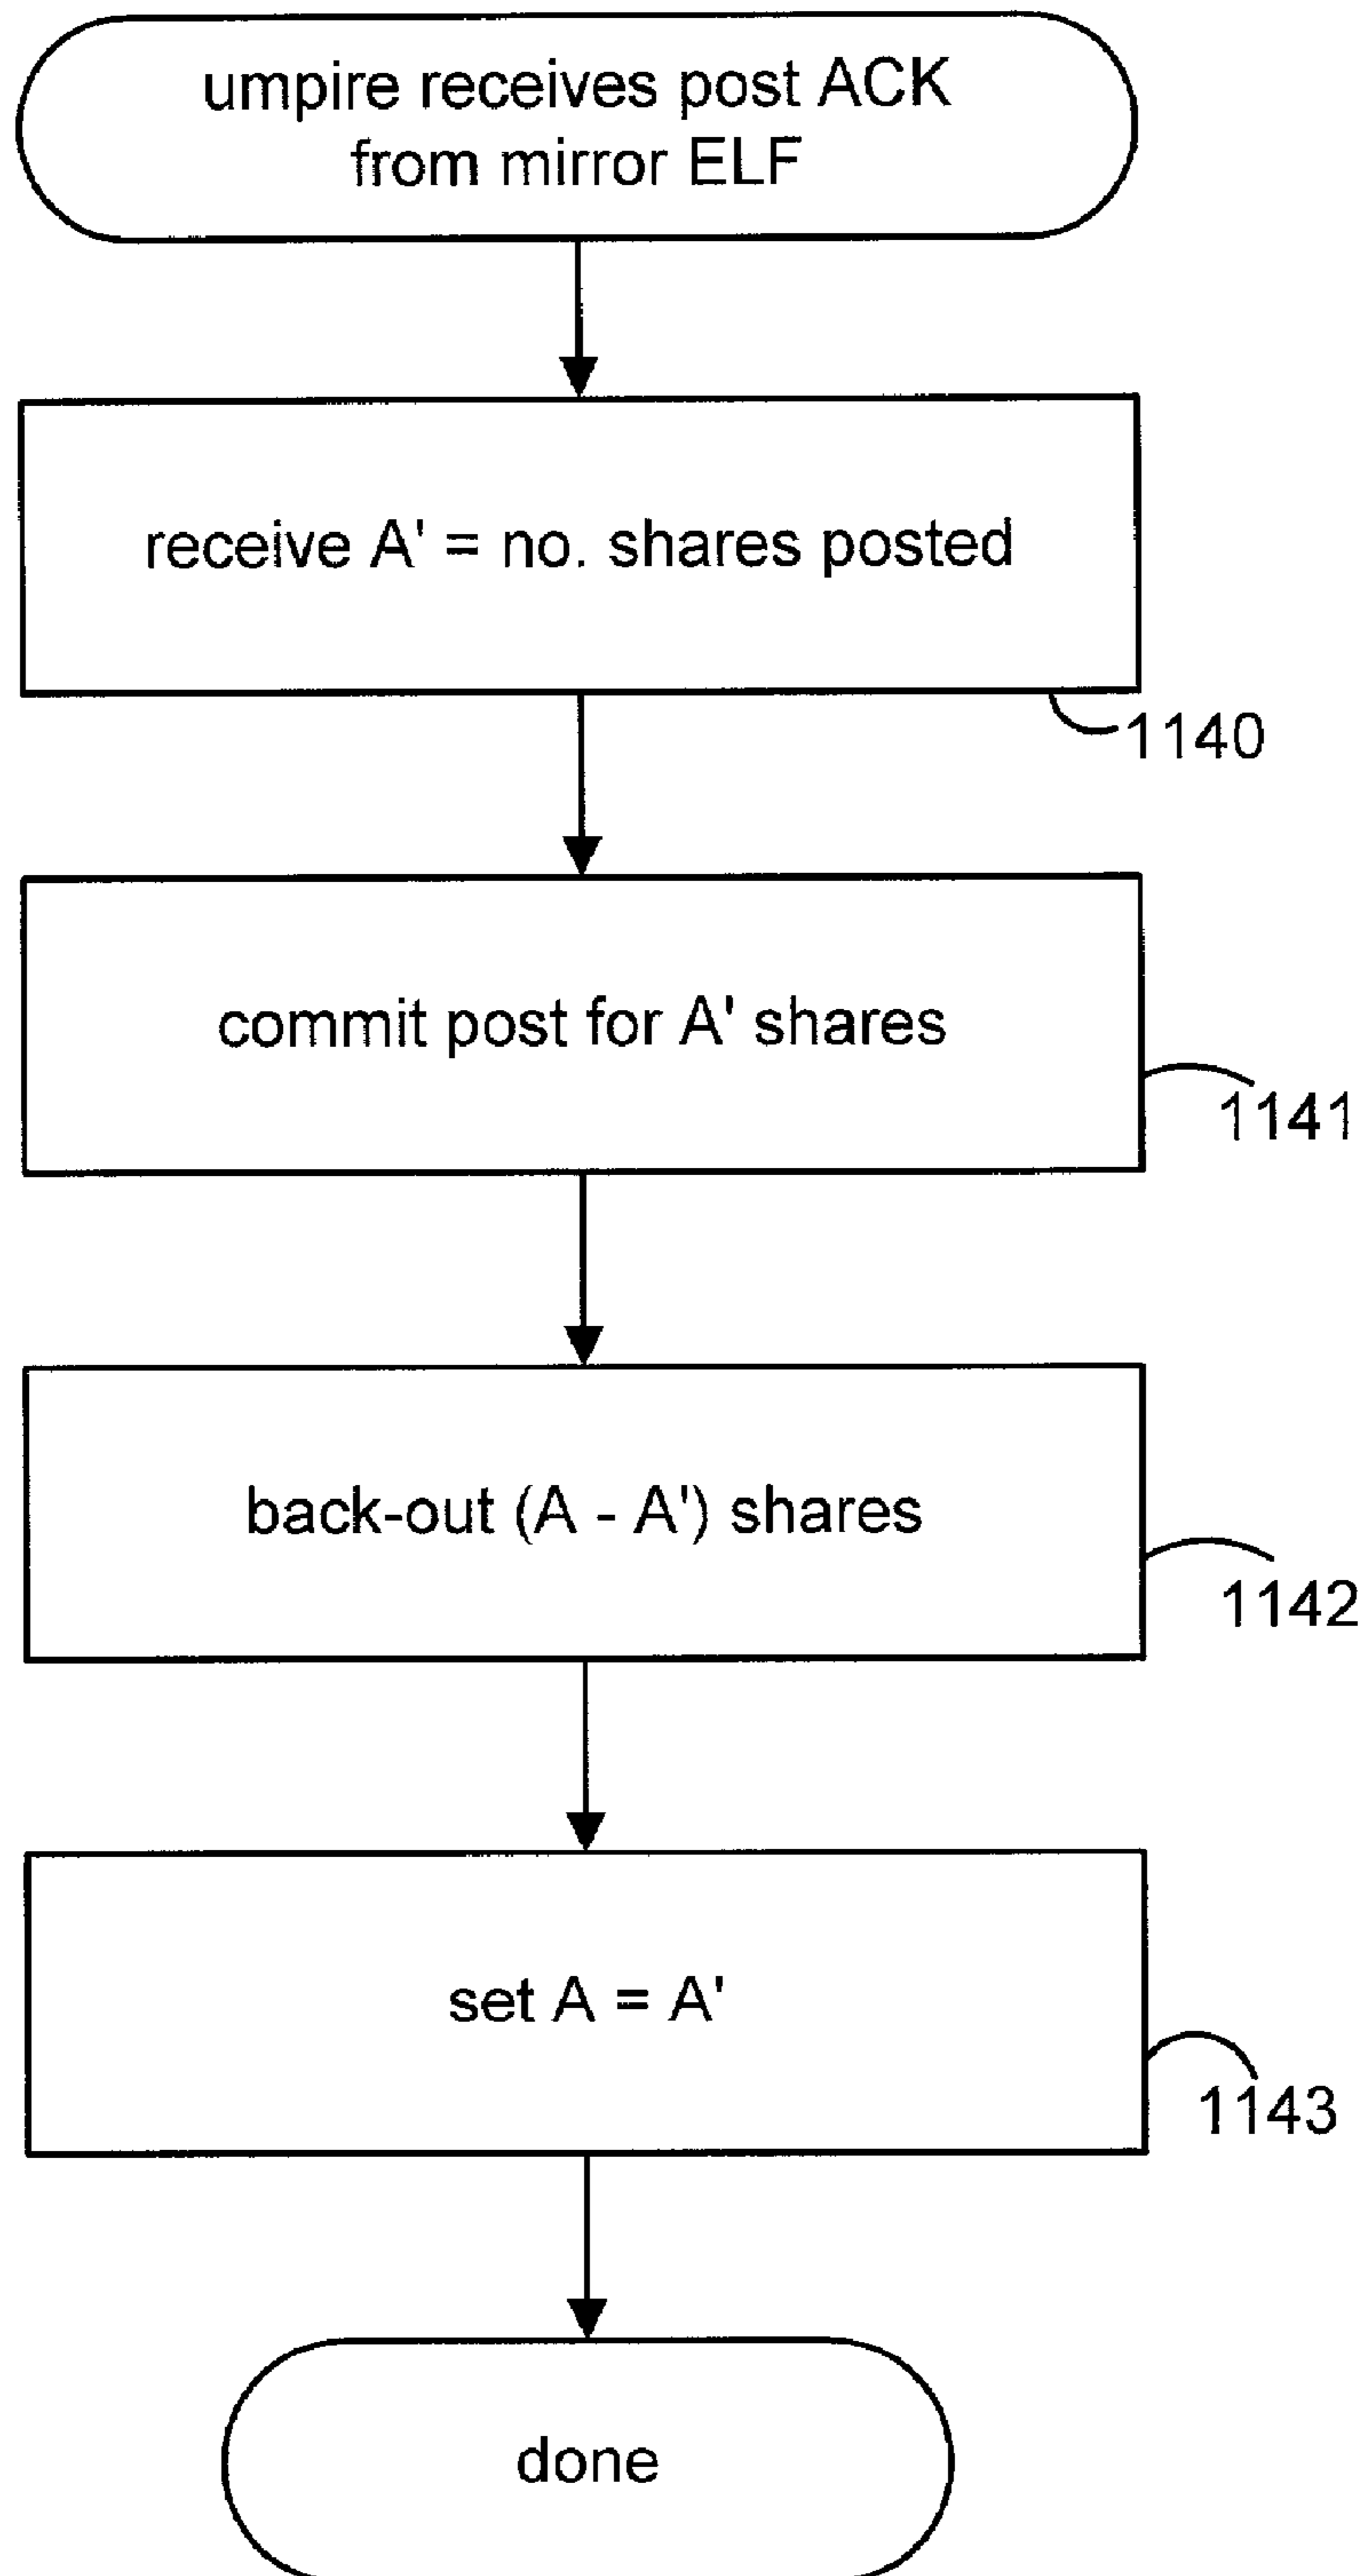 umpire receives post ACK
from mirror ELF
receive A' = no. shares posted
1140
commit post for A' shares
1141
back-out (A - A') shares
1142
set A = A'
1143
done